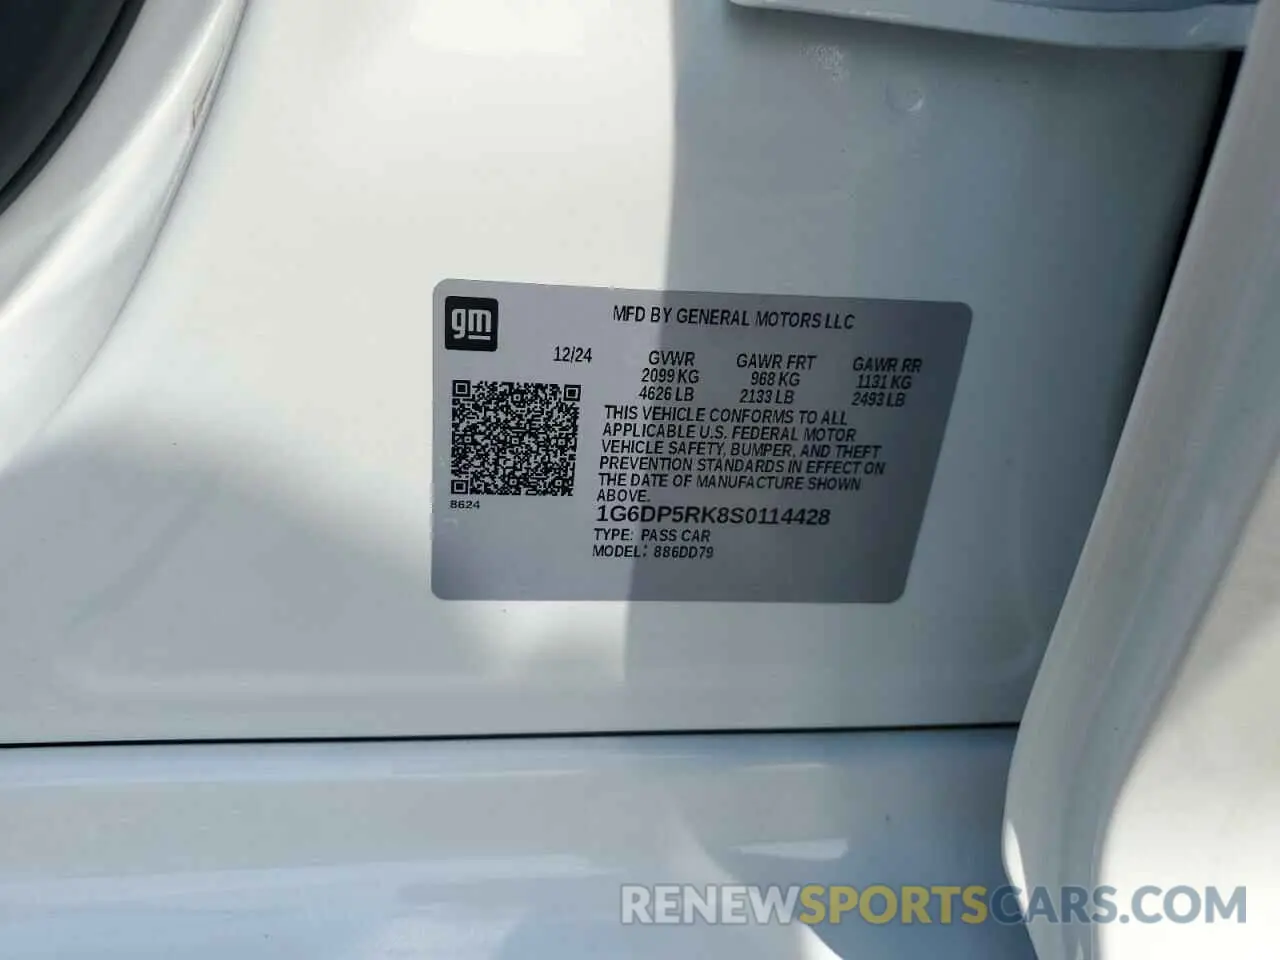 gm
MFD BY GENERAL MOTORS LLC
12/24 GVWR GAWR FRT GAWR RR
2099 KG 968 KG 1131 KG
4626 LB 2133 LB 2493 LB
THIS VEHICLE CONFORMS TO ALL
APPLICABLE U.S. FEDERAL MOTOR
VEHICLE SAFETY, BUMPER, AND THEFT
PREVENTION STANDARDS IN EFFECT ON
THE DATE OF MANUFACTURE SHOWN
ABOVE.
8624
1G6DP5RK8S0114428
TYPE: PASS CAR
MODEL: 886DD79
RENEWSPORTSCARS.COM